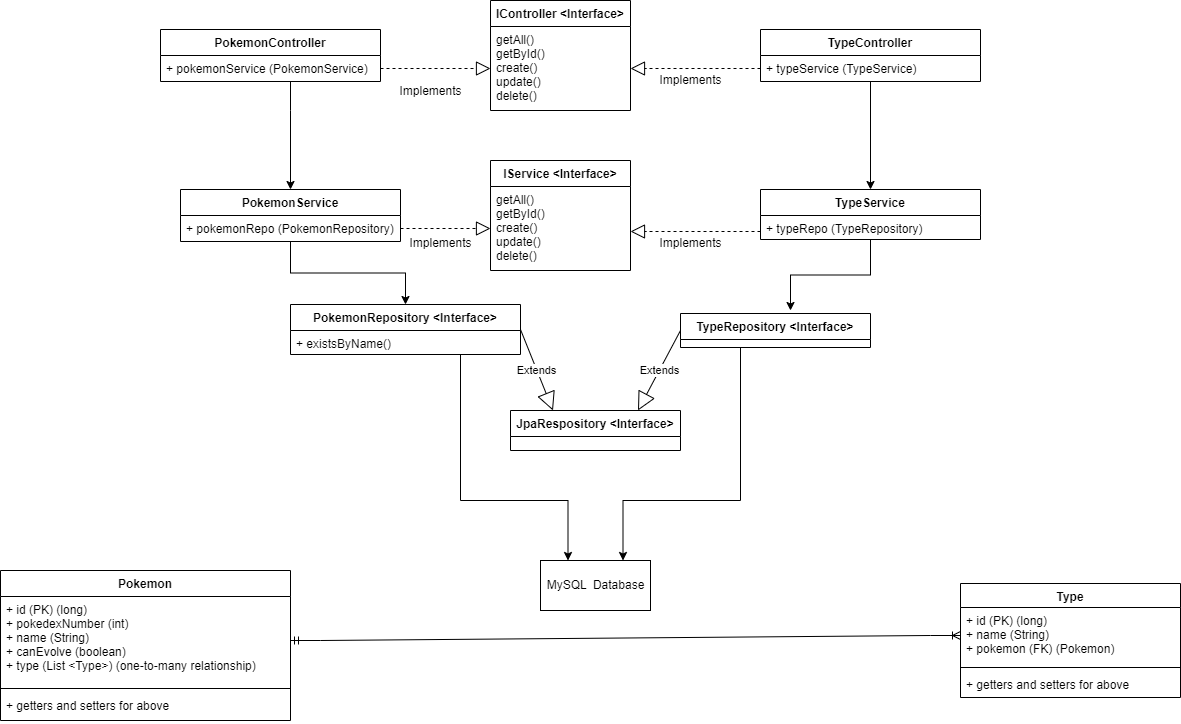 IController <Interface>
getAll()
getById()
create()
update()
delete()
PokemonController
+ pokemonService (PokemonService)
TypeController
+ typeService (TypeService)
Implements
Implements
IService <Interface>
getAll()
getById()
create()
update()
delete()
PokemonService
+ pokemonRepo (PokemonRepository)
TypeService
+ typeRepo (TypeRepository)
Implements
Implements
PokemonRepository <Interface>
+ existsByName()
TypeRepository <Interface>
Extends
Extends
JpaRespository <Interface>
MySQL Database
Pokemon
+ id (PK) (long)
+ pokedexNumber (int)
+ name (String)
+ canEvolve (boolean)
+ type (List <Type>) (one-to-many relationship)
+ getters and setters for above
Type
+ id (PK) (long)
+ name (String)
+ pokemon (FK) (Pokemon)
+ getters and setters for above